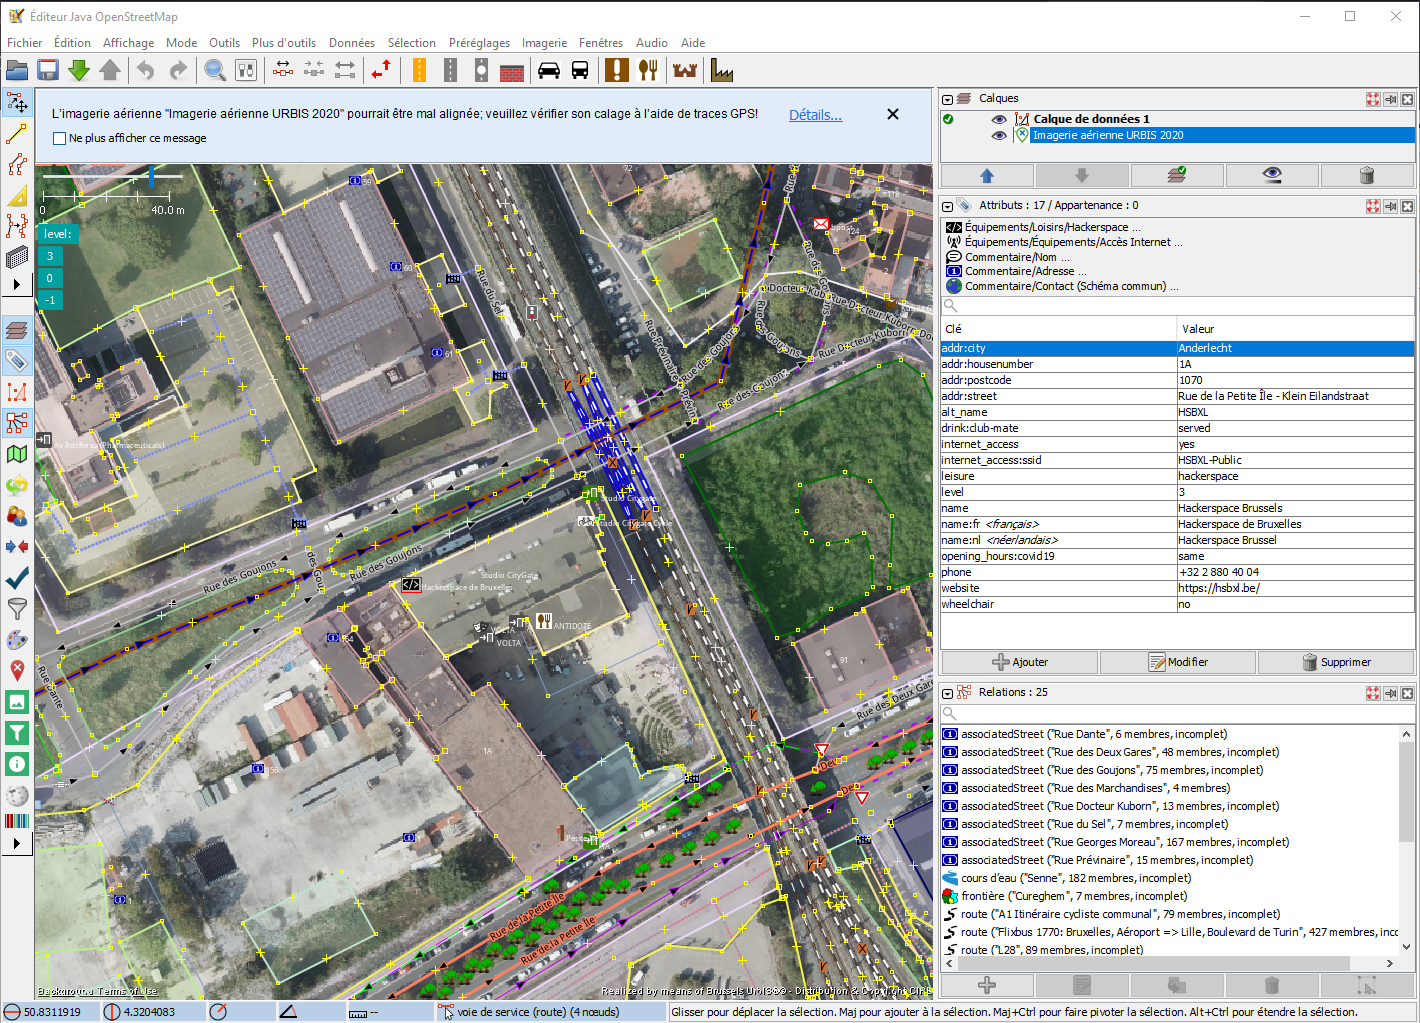 Éditeur Java OpenStreetMap
Fichier Édition Affichage Mode Outils Plus d'outils Données Sélection Préréglages Imagerie Fenêtres Audio Aide
L'imagerie aérienne "Imagerie aérienne URBIS 2020" pourrait être mal alignée; veuillez vérifier son calage à l'aide de traces GPS! Détails...
Ne plus afficher ce message
0 40.0 m
level:
3
0
-1
59
72
60
61
Rue du Sel
124
Rue des Goujons
Rue Prévinaire
Rue Docteur Kuborn
Rue des Goujons
Studio Citygate
Studio Citygate Cycle
Rue des Goujons
Rue des Goujons
Studio CityGate
Hackerspace de Bruxelles
ANTIDOTE
VOLTA
VOLTA
154
91
Rue Dante
Rue des Deux Gares
1A
156
1
1
Rue de la Petite Île
Rue de la Petite Île
Background Terms of Use
Realized by means of Brussels UrbIS®© - Distribution & Copyright CIRB
Calques
Calque de données 1
Imagerie aérienne URBIS 2020
Attributs : 17 / Appartenance : 0
Équipements/Loisirs/Hackerspace ...
Équipements/Équipements/Accès Internet ...
Commentaire/Nom ...
Commentaire/Adresse ...
Commentaire/Contact (Schéma commun) ...
Clé Valeur
addr:city Anderlecht
addr:housenumber 1A
addr:postcode 1070
addr:street Rue de la Petite Île - Klein Eilandstraat
alt_name HSBXL
drink:club-mate served
internet_access yes
internet_access:ssid HSBXL-Public
leisure hackerspace
level 3
name Hackerspace Brussels
name:fr <français> Hackerspace de Bruxelles
name:nl <néerlandais> Hackerspace Brussel
opening_hours:covid19 same
phone +32 2 880 40 04
website https://hsbxl.be/
wheelchair no
Ajouter Modifier Supprimer
Relations : 25
associatedStreet ("Rue Dante", 6 membres, incomplet)
associatedStreet ("Rue des Deux Gares", 48 membres, incomplet)
associatedStreet ("Rue des Goujons", 75 membres, incomplet)
associatedStreet ("Rue des Marchandises", 4 membres)
associatedStreet ("Rue Docteur Kuborn", 13 membres, incomplet)
associatedStreet ("Rue du Sel", 7 membres, incomplet)
associatedStreet ("Rue Georges Moreau", 167 membres, incomplet)
associatedStreet ("Rue Prévinaire", 15 membres, incomplet)
cours d'eau ("Senne", 182 membres, incomplet)
frontière ("Cureghem", 7 membres, incomplet)
route ("A1 Itinéraire cycliste communal", 79 membres, incomplet)
route ("Flixbus 1770: Bruxelles, Aéroport => Lille, Boulevard de Turin", 427 membres, inc
route ("L28", 89 membres, incomplet)
50.8311919 4.3204083 -- voie de service (route) (4 nœuds) Glisser pour déplacer la sélection. Maj pour ajouter à la sélection. Maj+Ctrl pour faire pivoter la sélection. Alt+Ctrl pour étendre la sélection.